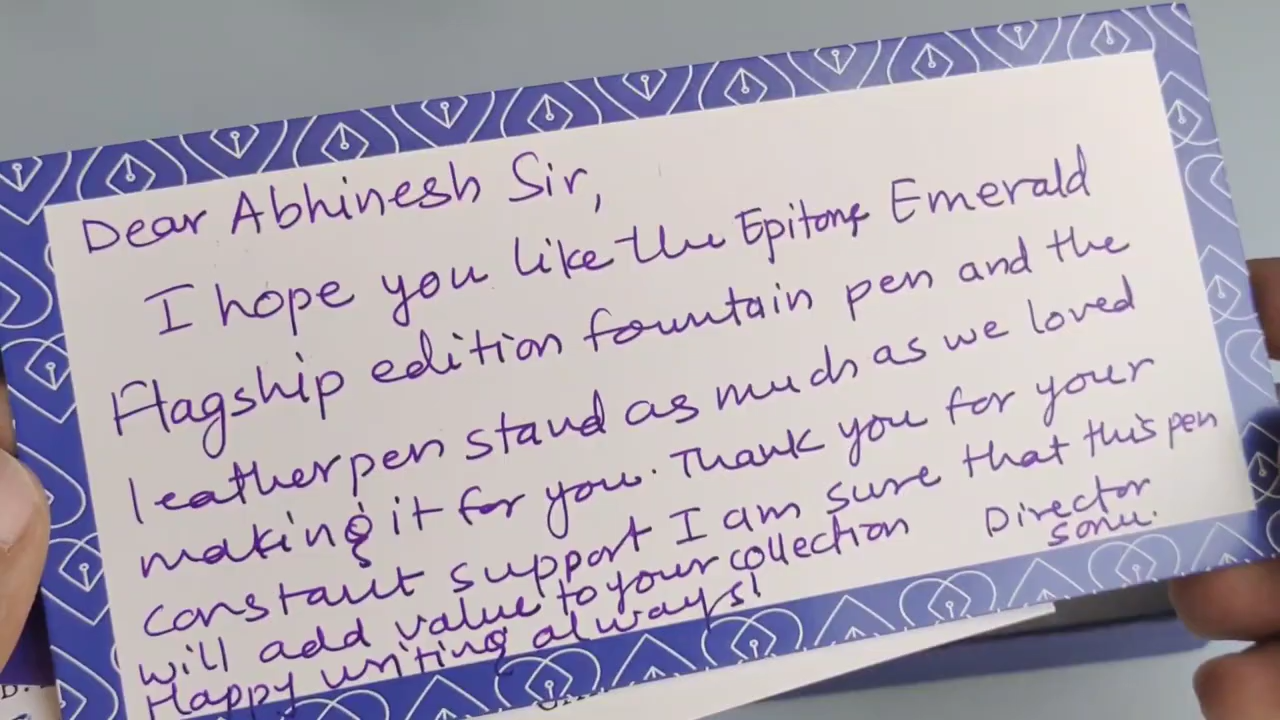 Dear Abhinesh Sir,
I hope you like the Epitome Emerald
Flagship edition fountain pen and the
leather pen stand as much as we loved
making it for you. Thank you for your
constant support I am sure that this pen
will add value to your collection
Happy writing always!
Director
Sonu.